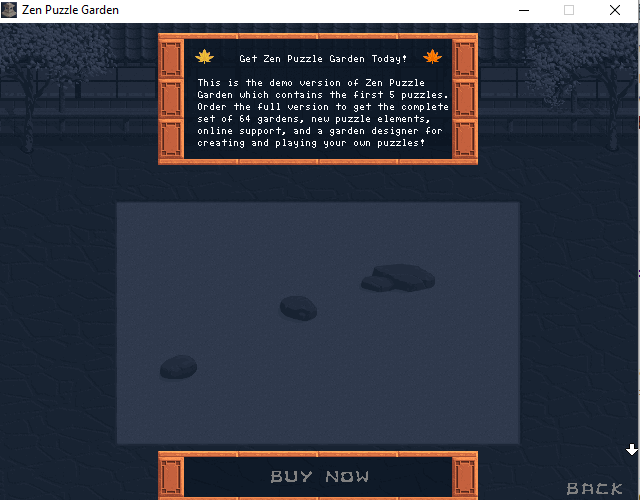 Zen Puzzle Garden
Get Zen Puzzle Garden Today!
This is the demo version of Zen Puzzle
Garden which contains the first 5 puzzles.
Order the full version to get the complete
set of 64 gardens, new puzzle elements,
online support, and a garden designer for
creating and playing your own puzzles!
BUY NOW
BACK